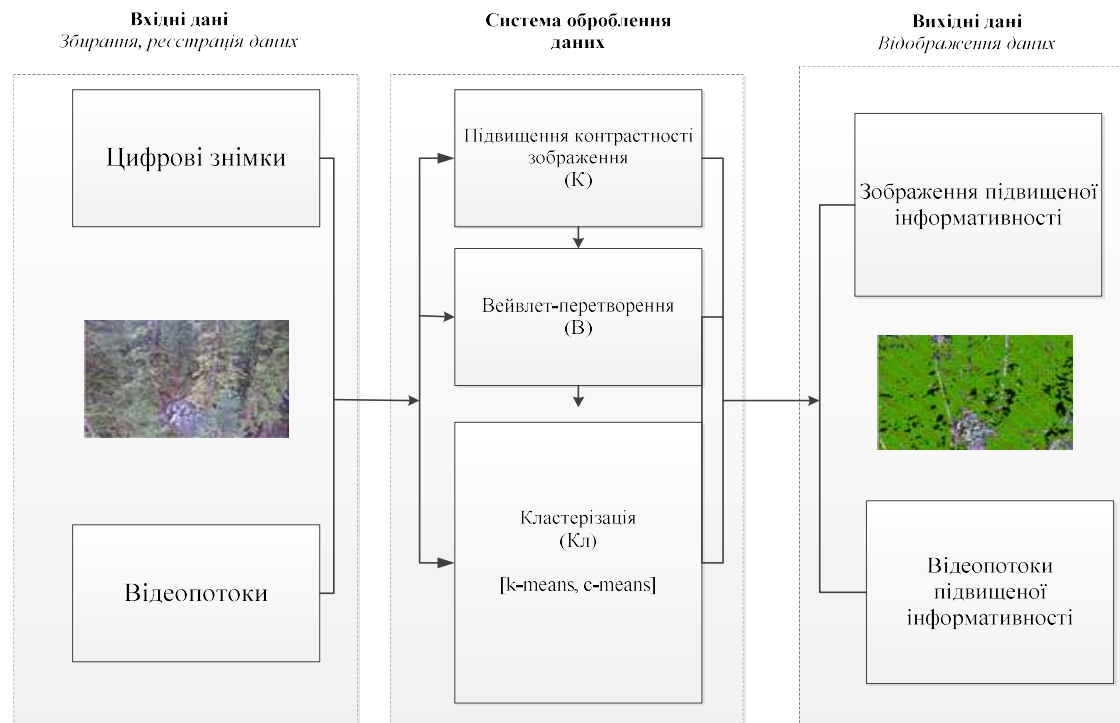 Вхідні дані
Збирання, реєстрація даних
Цифрові знімки
Відеопотоки
Система оброблення
даних
Підвищення контрастності
зображення
(К)
Вейвлет-перетворення
(В)
Кластерізація
(Кл)
[k-means, c-means]
Вихідні дані
Відображення даних
Зображення підвищеної
інформативності
Відеопотоки
підвищеної
інформативності